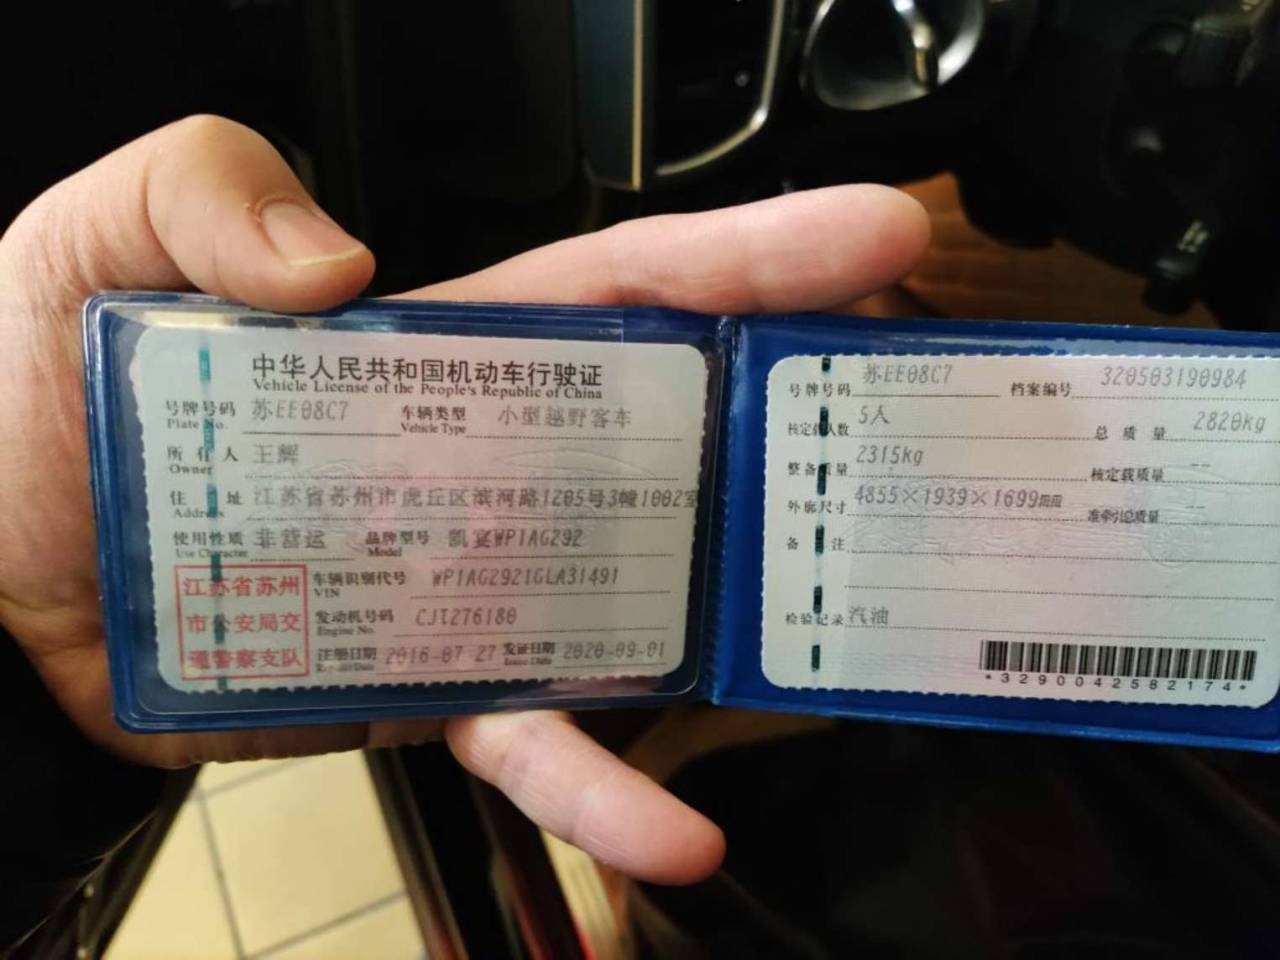 中华人民共和国机动车行驶证
Vehicle License of the People's Republic of China
号牌号码 苏EE08C7 车辆类型 小型越野客车
Plate No. Vehicle Type
所有人 王辉
Owner
住址 江苏省苏州市虎丘区滨河路1205号3幢1002室
Address
使用性质 非营运 品牌型号 凯宴WP1AG292
Use Character Model
江苏省苏州
市公安局交
通警察支队
车辆识别代号 WP1AG2921GLA31491
VIN
发动机号码 CJT276180
Engine No.
注册日期 2016-07-27 发证日期 2020-09-01
Register Date Issue Date
号牌号码 苏EE08C7 档案编号 320503190984
核定载人数 5人 总质量 2820kg
整备质量 2315kg 核定载质量 --
外廓尺寸 4855×1939×1699mm 准牵引总质量 --
备注
检验记录 汽油
*3290042582174*